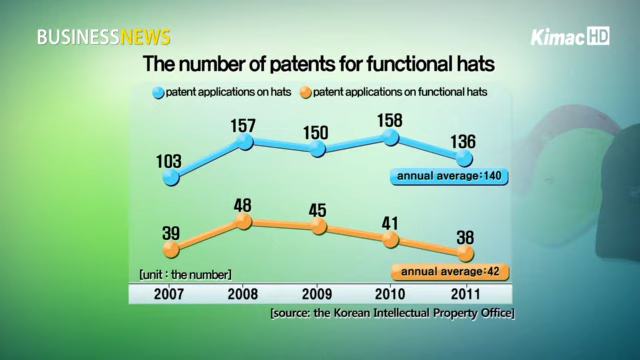 BUSINESSNEWS
Kimac HD
The number of patents for functional hats
patent applications on hats patent applications on functional hats
103 157 150 158 136
annual average:140
39 48 45 41 38
annual average:42
[unit : the number]
2007 2008 2009 2010 2011
[source: the Korean Intellectual Property Office]